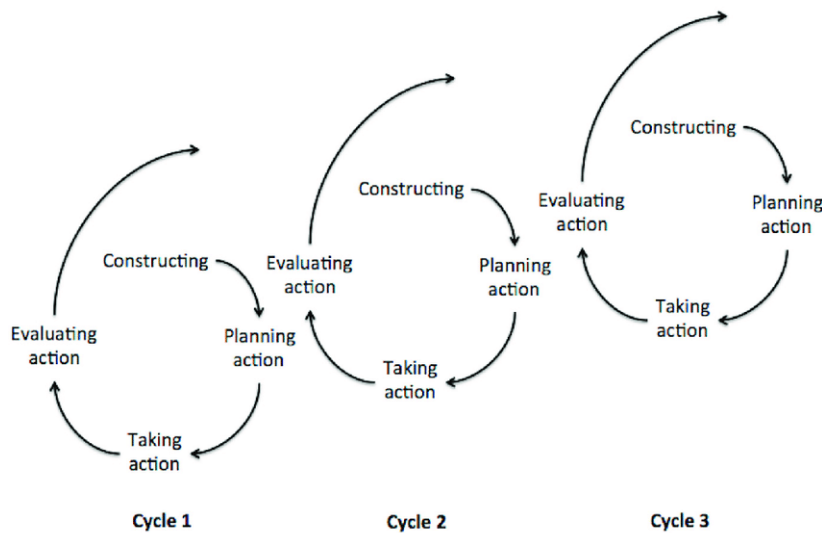 Constructing
Planning
action
Taking
action
Evaluating
action
Cycle 1
Constructing
Planning
action
Taking
action
Evaluating
action
Cycle 2
Constructing
Planning
action
Taking
action
Evaluating
action
Cycle 3